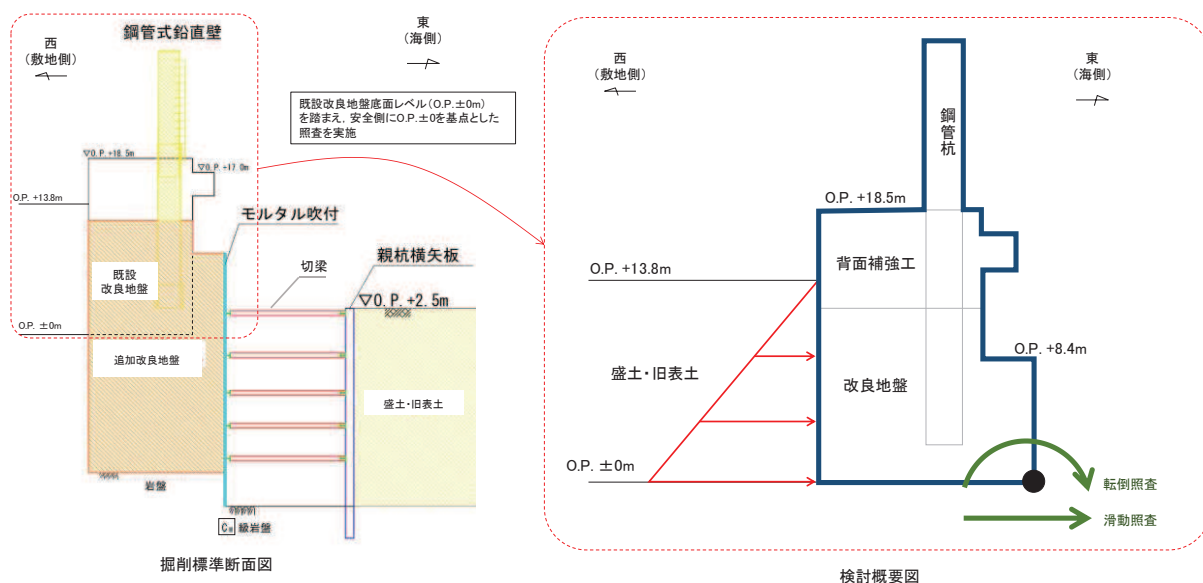 鋼管式鉛直壁
西
(敷地側)
東
(海側)
▽O.P.+18.5m
▽O.P.+17.0m
O.P. +13.8m
モルタル吹付
親杭横矢板
切梁
▽O.P.+2.5m
既設
改良地盤
O.P. ±0m
追加改良地盤
盛土・旧表土
岩盤
CM級岩盤
掘削標準断面図
既設改良地盤底面レベル(O.P.±0m)
を踏まえ,安全側にO.P.±0を基点とした
照査を実施
西
(敷地側)
東
(海側)
鋼管杭
O.P. +18.5m
背面補強工
O.P. +13.8m
O.P. +8.4m
盛土・旧表土
改良地盤
O.P. ±0m
転倒照査
滑動照査
検討概要図